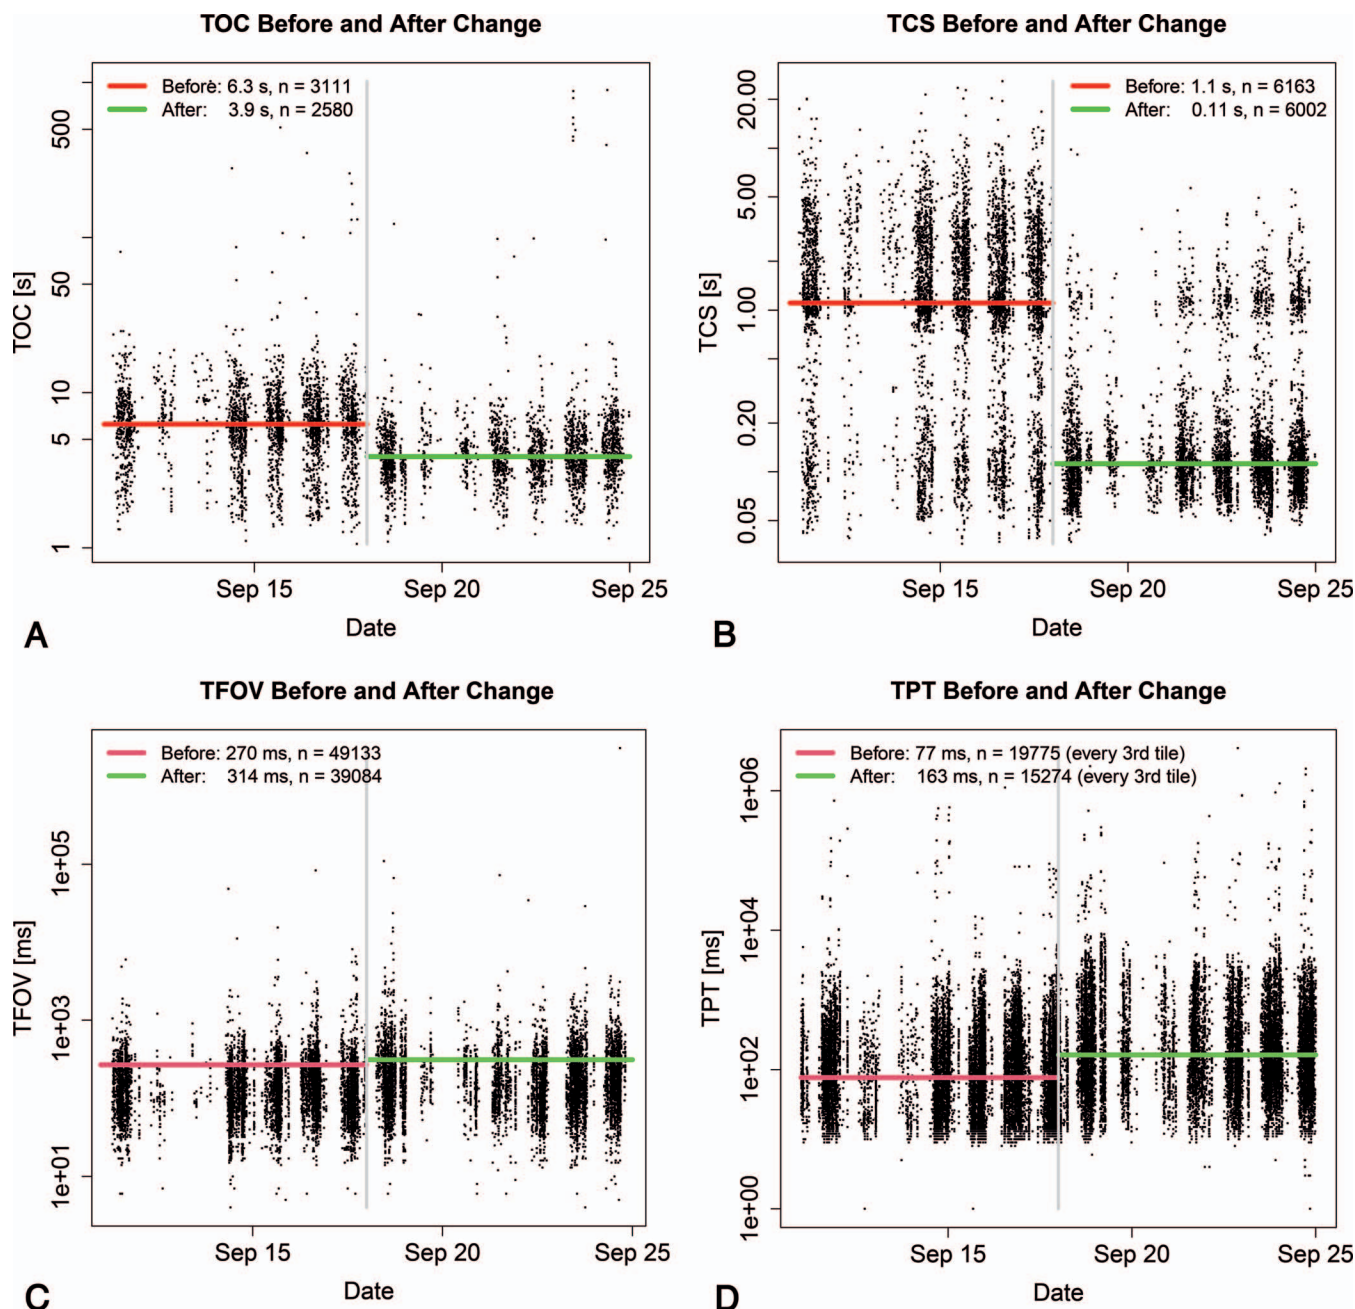 TOC Before and After Change
Before: 6.3 s, n = 3111
After: 3.9 s, n = 2580
TOC [s]
500
50
10
5
1
Sep 15
Sep 20
Sep 25
Date
A
TCS Before and After Change
Before: 1.1 s, n = 6163
After: 0.11 s, n = 6002
TCS [s]
20.00
5.00
1.00
0.20
0.05
Sep 15
Sep 20
Sep 25
Date
B
TFOV Before and After Change
Before: 270 ms, n = 49133
After: 314 ms, n = 39084
TFOV [ms]
1e+05
1e+03
1e+01
Sep 15
Sep 20
Sep 25
Date
C
TPT Before and After Change
Before: 77 ms, n = 19775 (every 3rd tile)
After: 163 ms, n = 15274 (every 3rd tile)
TPT [ms]
1e+06
1e+04
1e+02
1e+00
Sep 15
Sep 20
Sep 25
Date
D